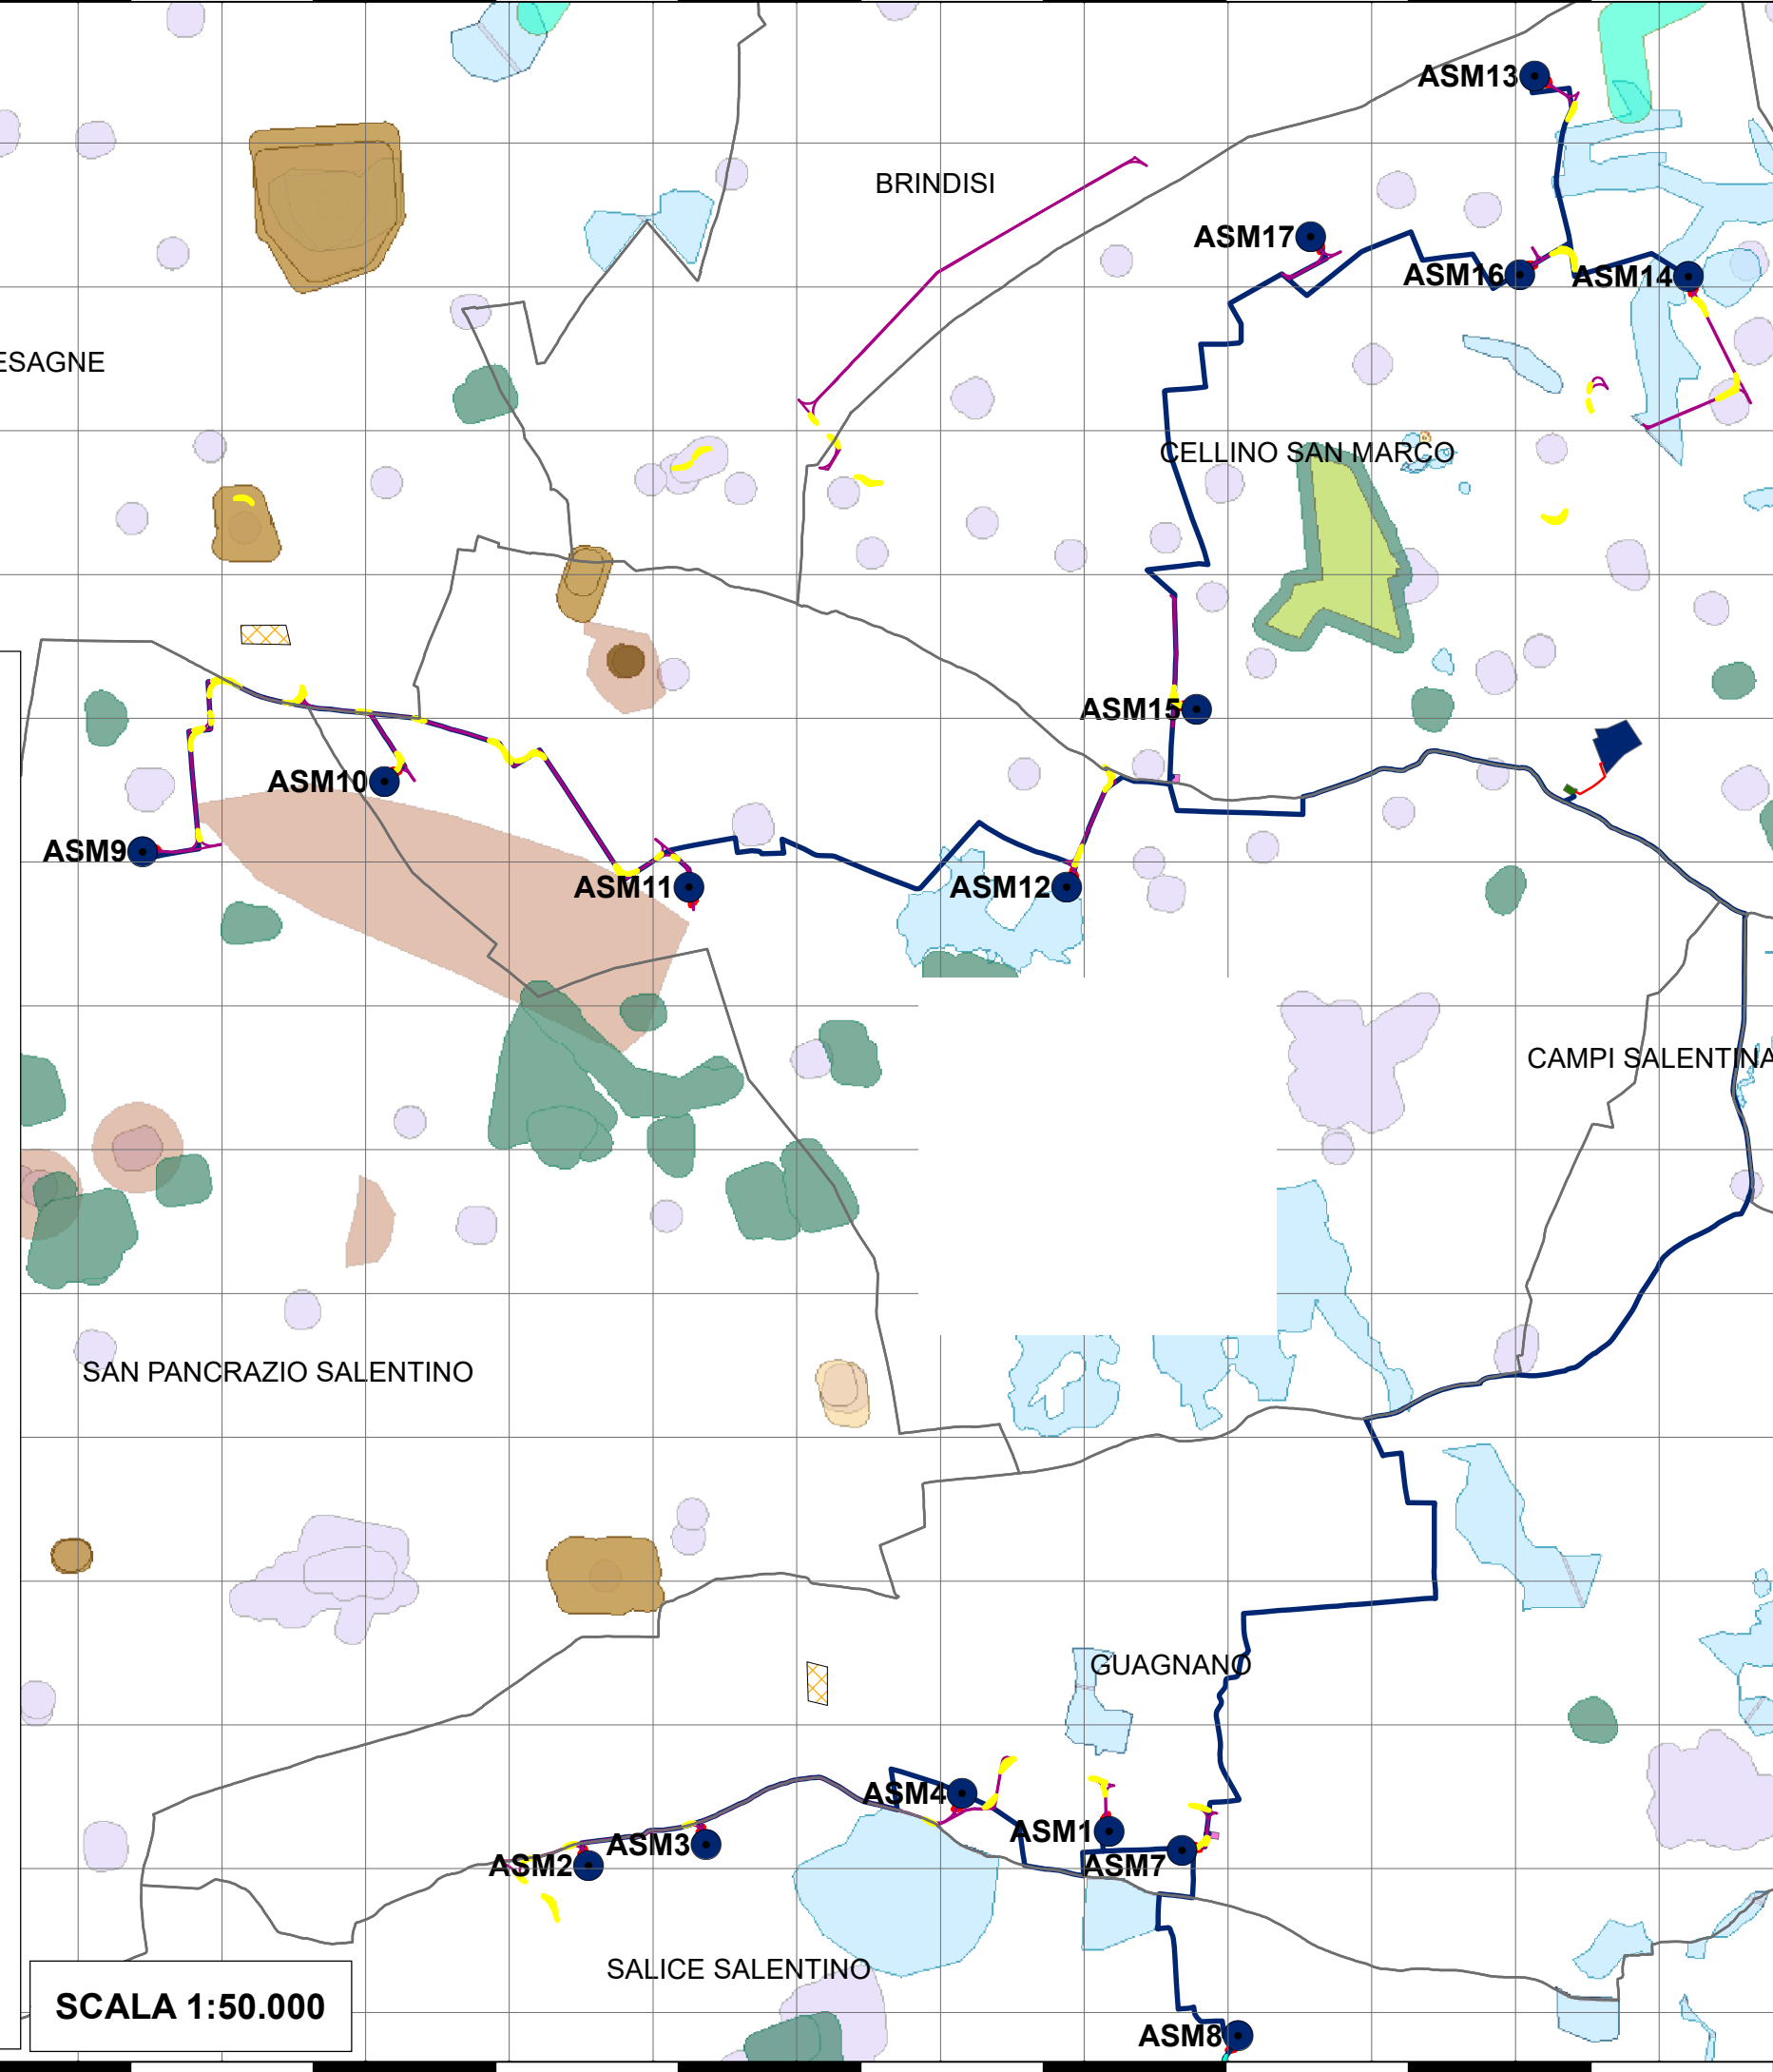 ASM13
BRINDISI
ASM17
ASM16
ASM14
ESAGNE
CELLINO SAN MARCO
ASM15
ASM10
ASM9
ASM11
ASM12
CAMPI SALENTINA
SAN PANCRAZIO SALENTINO
GUAGNANO
ASM4
ASM1
ASM3
ASM2
ASM7
SALICE SALENTINO
SCALA 1:50.000
ASM8